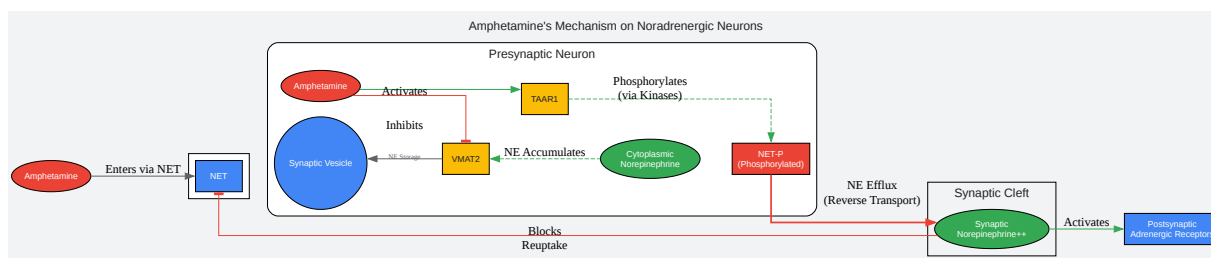 Amphetamine's Mechanism on Noradrenergic Neurons
Presynaptic Neuron
Amphetamine
Activates
TAAR1
Phosphorylates
(via Kinases)
Inhibits
Synaptic Vesicle
NE Storage
VMAT2
NE Accumulates
Cytoplasmic
Norepinephrine
NET-P
(Phosphorylated)
Amphetamine
Enters via NET
NET
NE Efflux
(Reverse Transport)
Synaptic Cleft
Synaptic
Norepinephrine++
Activates
Postsynaptic
Adrenergic Receptors
Blocks
Reuptake